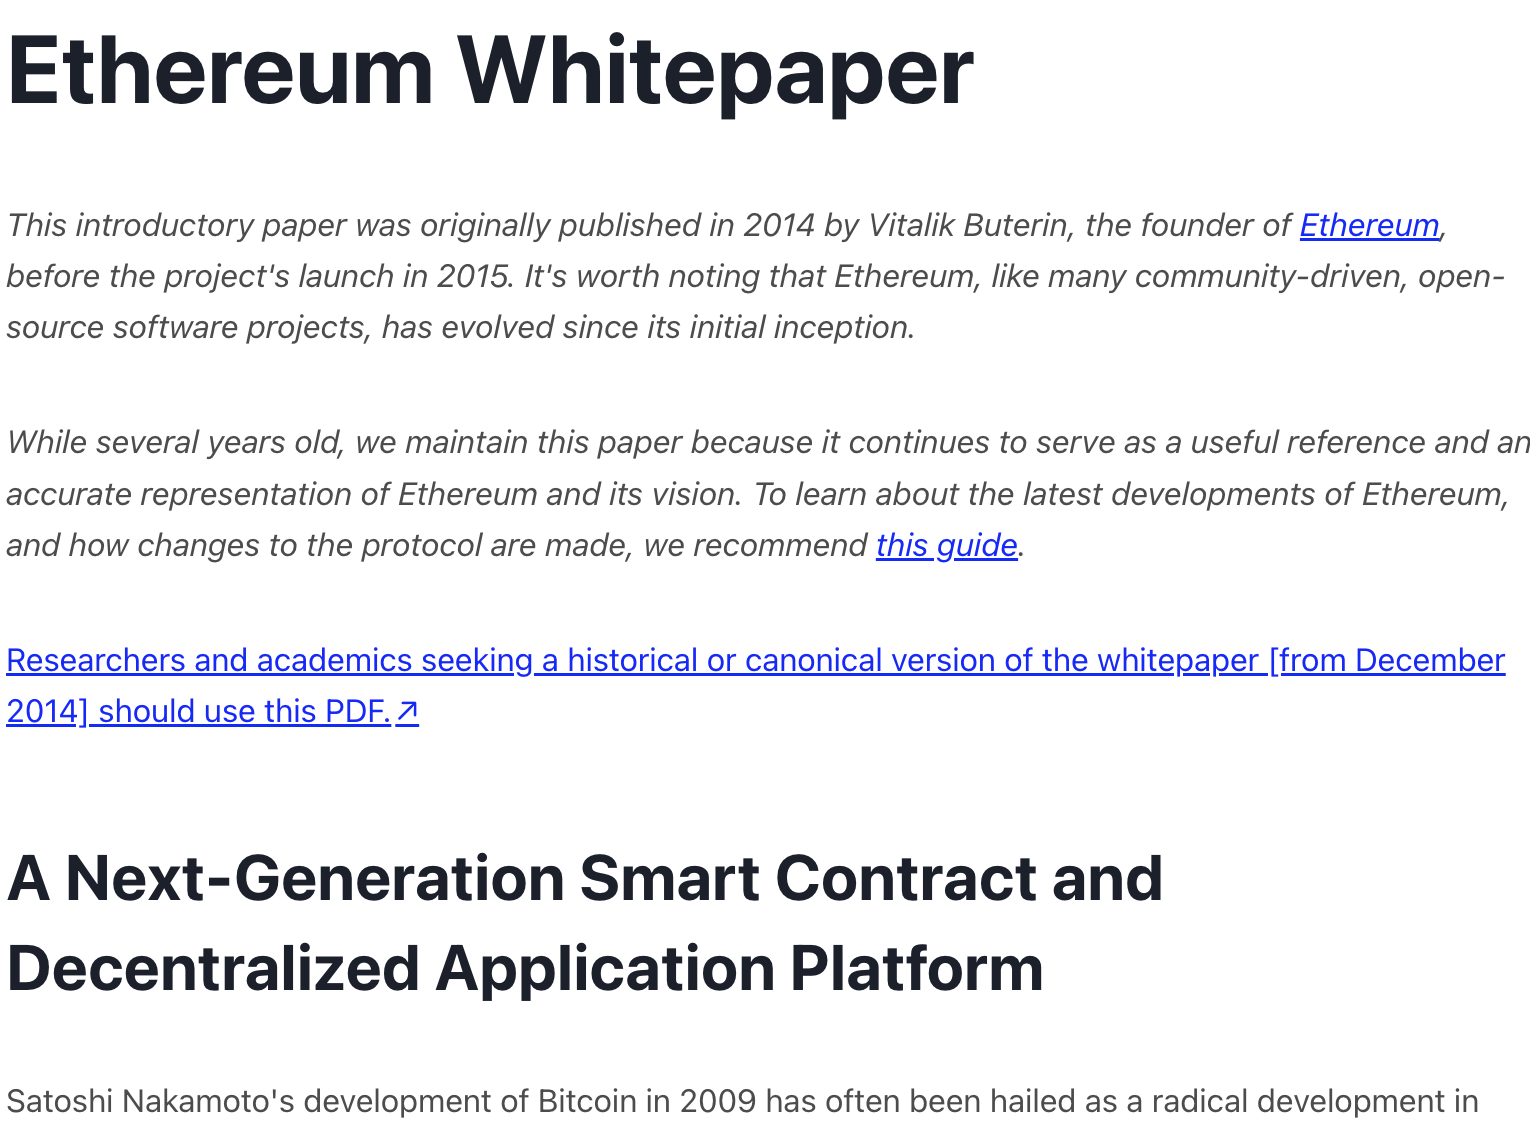 Ethereum Whitepaper
This introductory paper was originally published in 2014 by Vitalik Buterin, the founder of Ethereum,
before the project's launch in 2015. It's worth noting that Ethereum, like many community-driven, open-
source software projects, has evolved since its initial inception.
While several years old, we maintain this paper because it continues to serve as a useful reference and an
accurate representation of Ethereum and its vision. To learn about the latest developments of Ethereum,
and how changes to the protocol are made, we recommend this guide.
Researchers and academics seeking a historical or canonical version of the whitepaper [from December
2014] should use this PDF.↗
A Next-Generation Smart Contract and
Decentralized Application Platform
Satoshi Nakamoto's development of Bitcoin in 2009 has often been hailed as a radical development in